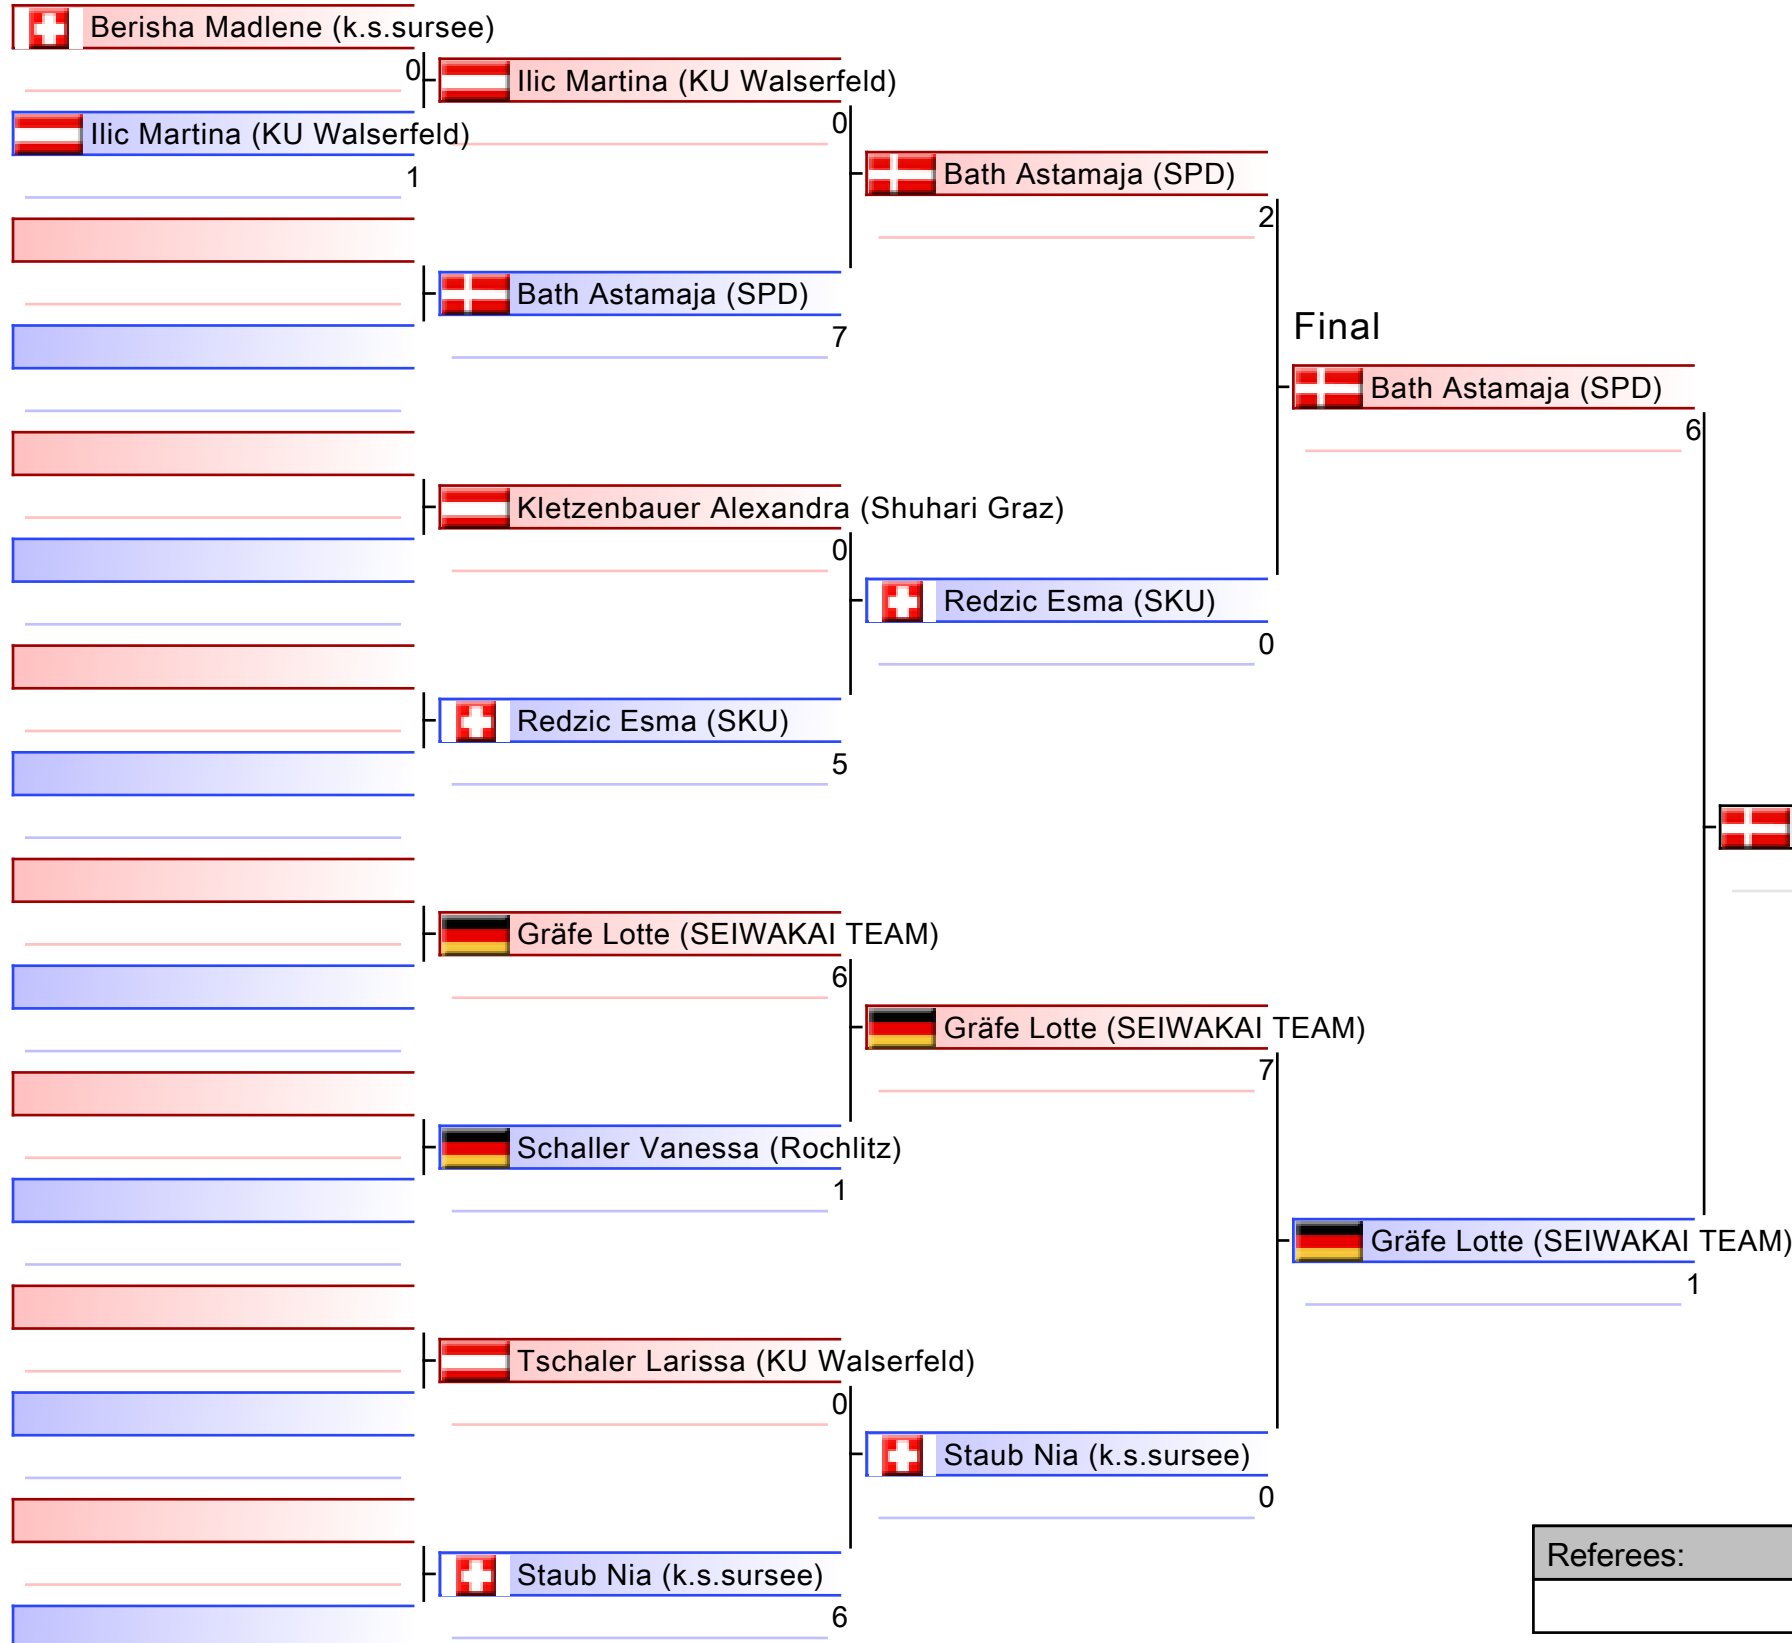 Berisha Madlene (k.s.sursee)
0
Ilic Martina (KU Walserfeld)
1
Ilic Martina (KU Walserfeld)
0
Bath Astamaja (SPD)
7
Kletzenbauer Alexandra (Shuhari Graz)
0
Redzic Esma (SKU)
5
Gräfe Lotte (SEIWAKAI TEAM)
6
Schaller Vanessa (Rochlitz)
1
Tschaler Larissa (KU Walserfeld)
0
Staub Nia (k.s.sursee)
6
Bath Astamaja (SPD)
2
Redzic Esma (SKU)
0
Gräfe Lotte (SEIWAKAI TEAM)
7
Staub Nia (k.s.sursee)
0
Final
Bath Astamaja (SPD)
6
Gräfe Lotte (SEIWAKAI TEAM)
1
Referees: